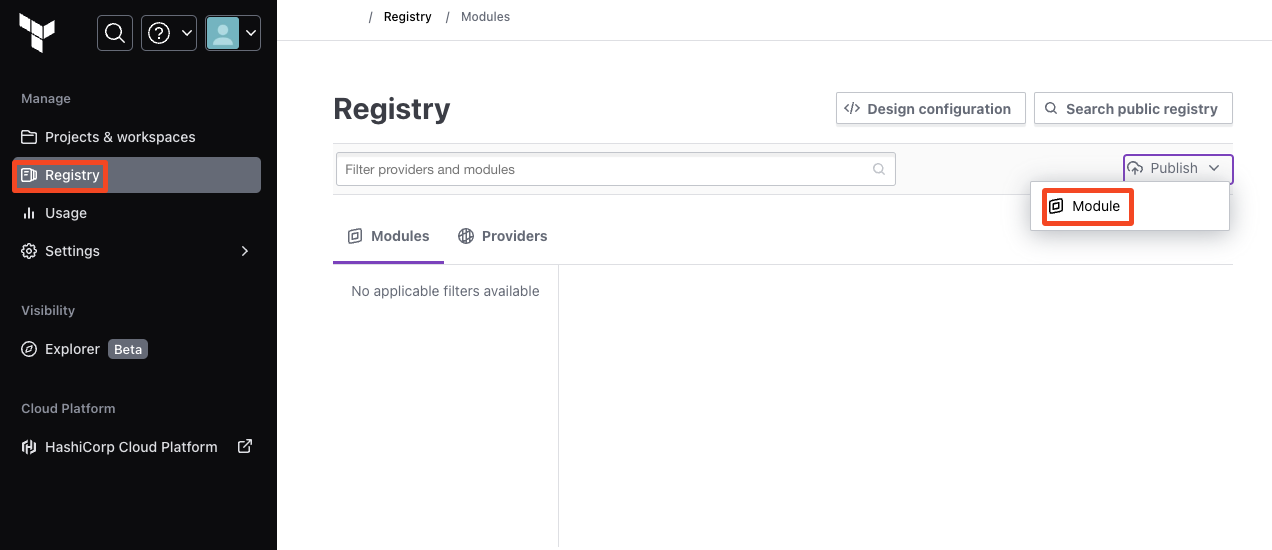 / Registry / Modules
Manage
Projects & workspaces
Registry
Usage
Settings
Visibility
Explorer Beta
Cloud Platform
HashiCorp Cloud Platform
Registry
</> Design configuration
Search public registry
Filter providers and modules
Publish
Module
Modules
Providers
No applicable filters available